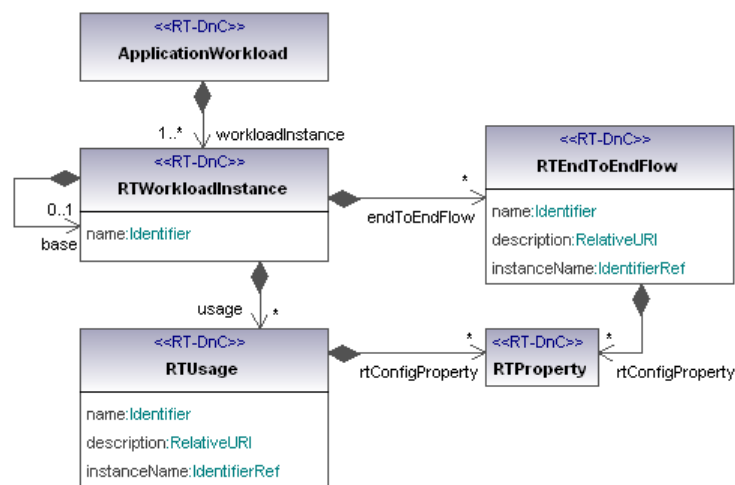 <<RT-DnC>>
ApplicationWorkload
1..*
workloadInstance
<<RT-DnC>>
RTWorkloadInstance
name:Identifier
0..1
base
*
endToEndFlow
<<RT-DnC>>
RTEndToEndFlow
name:Identifier
description:RelativeURI
instanceName:IdentifierRef
usage
*
<<RT-DnC>>
RTUsage
name:Identifier
description:RelativeURI
instanceName:IdentifierRef
*
rtConfigProperty
<<RT-DnC>>
RTProperty
*
rtConfigProperty